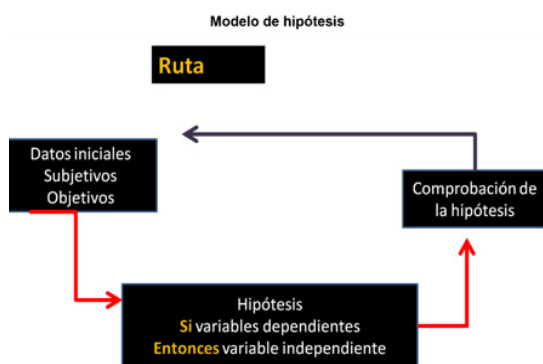 Modelo de hipótesis
Ruta
Datos iniciales
Subjetivos
Objetivos
Comprobación de
la hipótesis
Hipótesis
Si variables dependientes
Entonces variable independiente